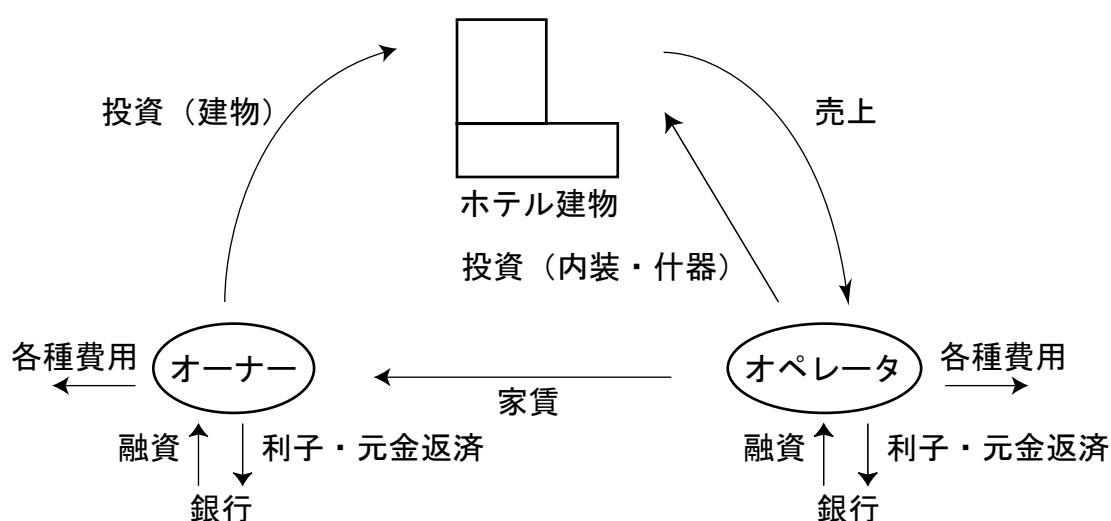 投資（建物）
売上
ホテル建物
投資（内装・什器）
各種費用
オーナー
家賃
オペレータ
各種費用
融資
利子・元金返済
銀行
融資
利子・元金返済
銀行